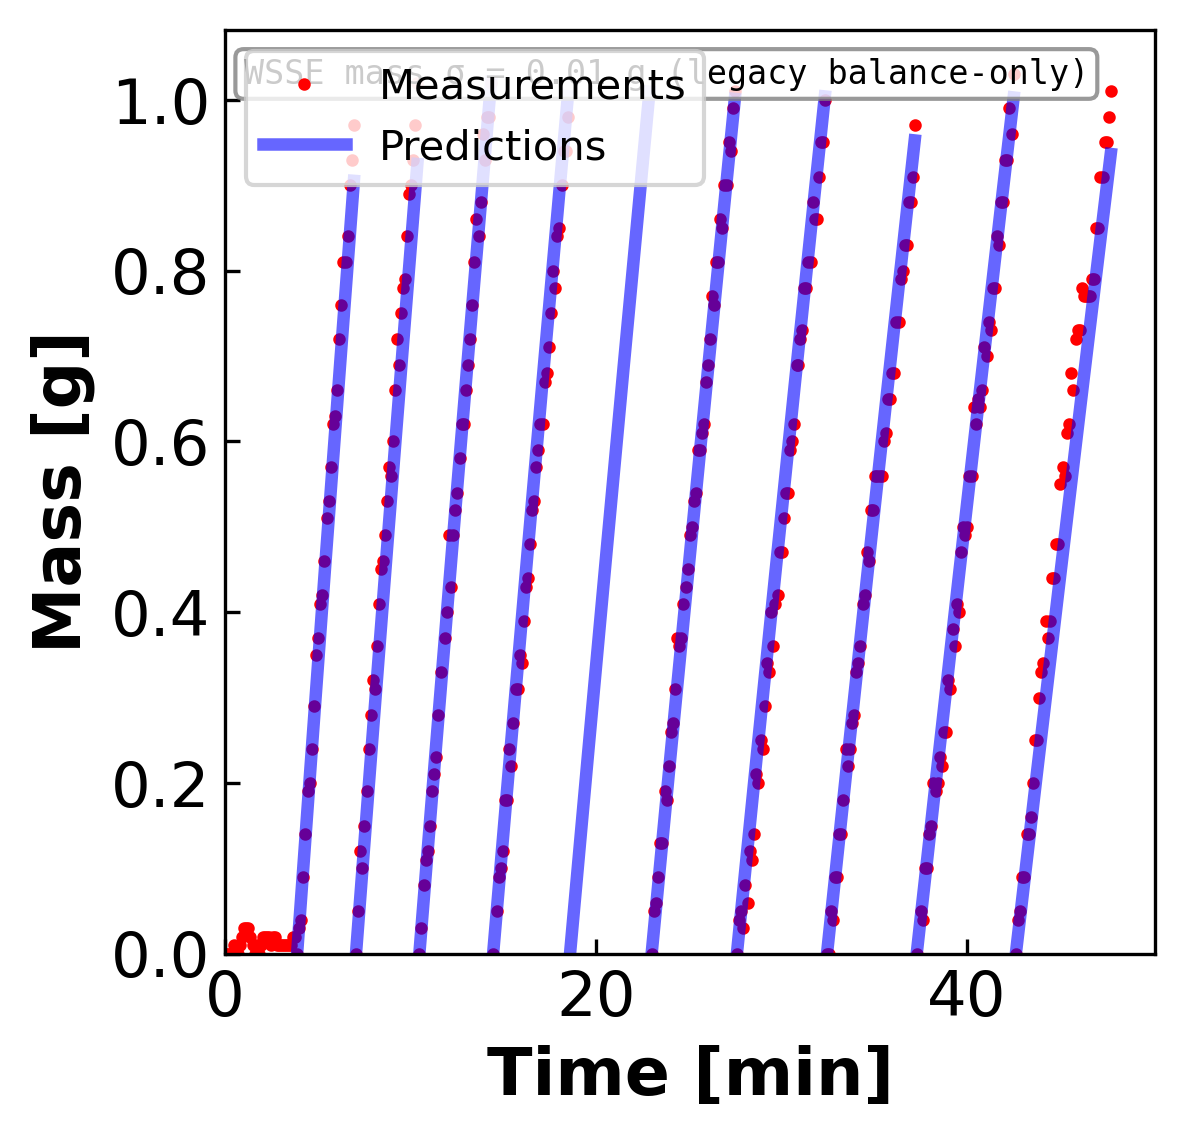 WSSE mass σ = 0.01 g (legacy balance-only)
Measurements
Predictions
1.0
0.8
0.6
0.4
0.2
0.0
0
20
40
Mass [g]
Time [min]